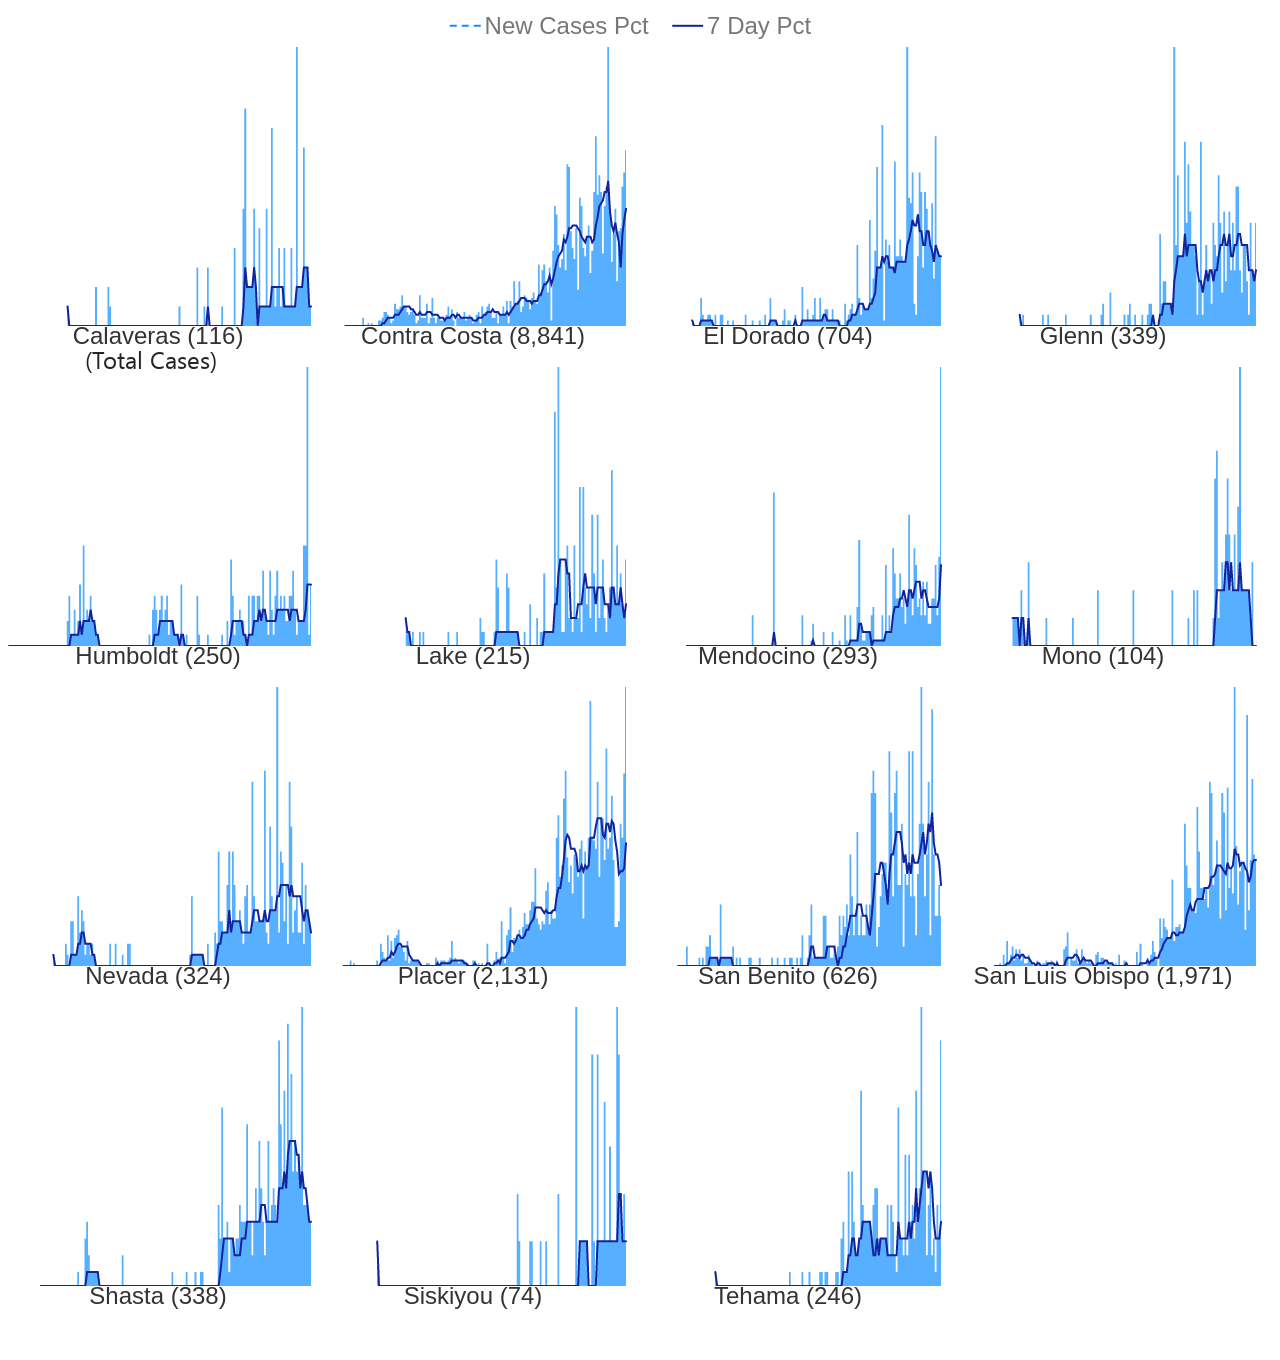 New Cases Pct 7 Day Pct
Calaveras (116) Contra Costa (8,841) El Dorado (704) Glenn (339)
(Total Cases)
Humboldt (250) Lake (215) Mendocino (293) Mono (104)
Nevada (324) Placer (2,131) San Benito (626) San Luis Obispo (1,971)
Shasta (338) Siskiyou (74) Tehama (246)